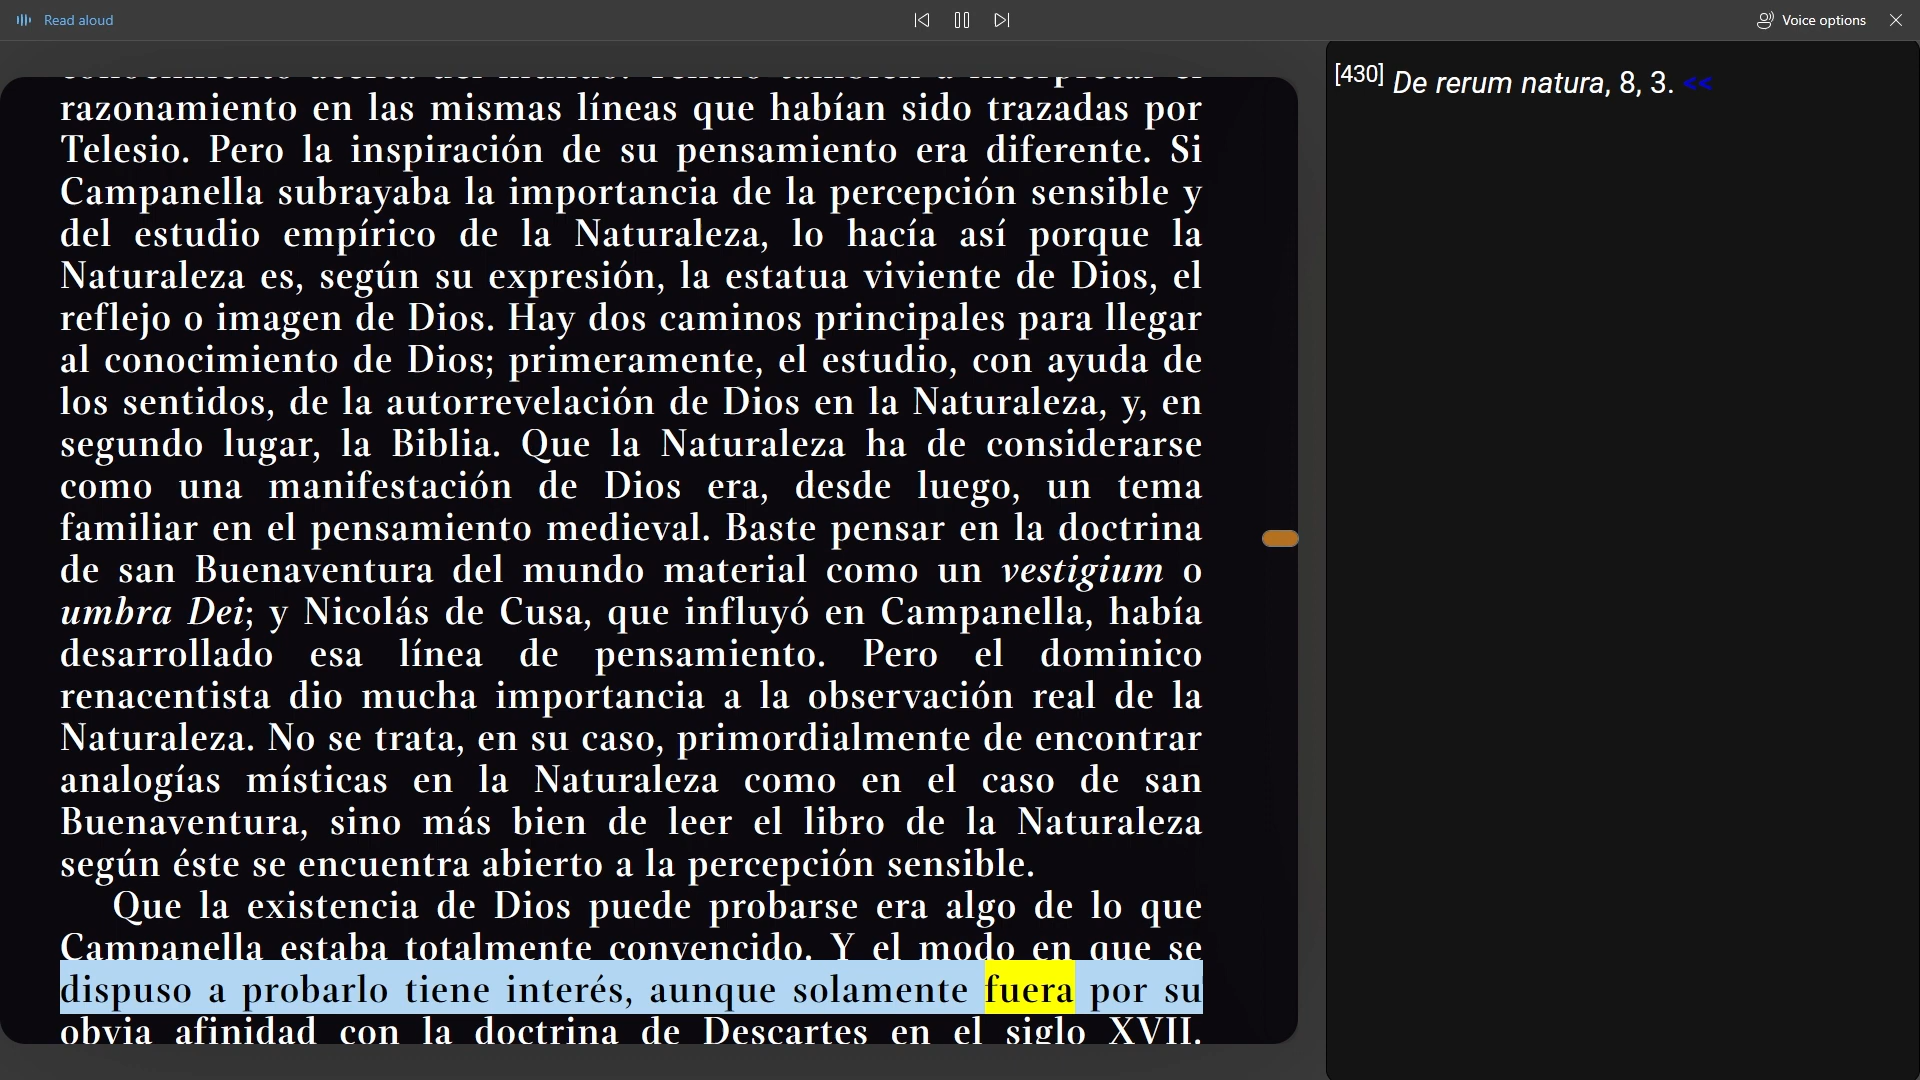 Read aloud
Voice options
conocimiento acerca del mundo. Tendió también a interpretar el
razonamiento en las mismas líneas que habían sido trazadas por
Telesio. Pero la inspiración de su pensamiento era diferente. Si
Campanella subrayaba la importancia de la percepción sensible y
del estudio empírico de la Naturaleza, lo hacía así porque la
Naturaleza es, según su expresión, la estatua viviente de Dios, el
reflejo o imagen de Dios. Hay dos caminos principales para llegar
al conocimiento de Dios; primeramente, el estudio, con ayuda de
los sentidos, de la autorrevelación de Dios en la Naturaleza, y, en
segundo lugar, la Biblia. Que la Naturaleza ha de considerarse
como una manifestación de Dios era, desde luego, un tema
familiar en el pensamiento medieval. Baste pensar en la doctrina
de san Buenaventura del mundo material como un vestigium o
umbra Dei; y Nicolás de Cusa, que influyó en Campanella, había
desarrollado esa línea de pensamiento. Pero el dominico
renacentista dio mucha importancia a la observación real de la
Naturaleza. No se trata, en su caso, primordialmente de encontrar
analogías místicas en la Naturaleza como en el caso de san
Buenaventura, sino más bien de leer el libro de la Naturaleza
según éste se encuentra abierto a la percepción sensible.
Que la existencia de Dios puede probarse era algo de lo que
Campanella estaba totalmente convencido. Y el modo en que se
dispuso a probarlo tiene interés, aunque solamente fuera por su
obvia afinidad con la doctrina de Descartes en el siglo XVII.
[430] De rerum natura, 8, 3. <<